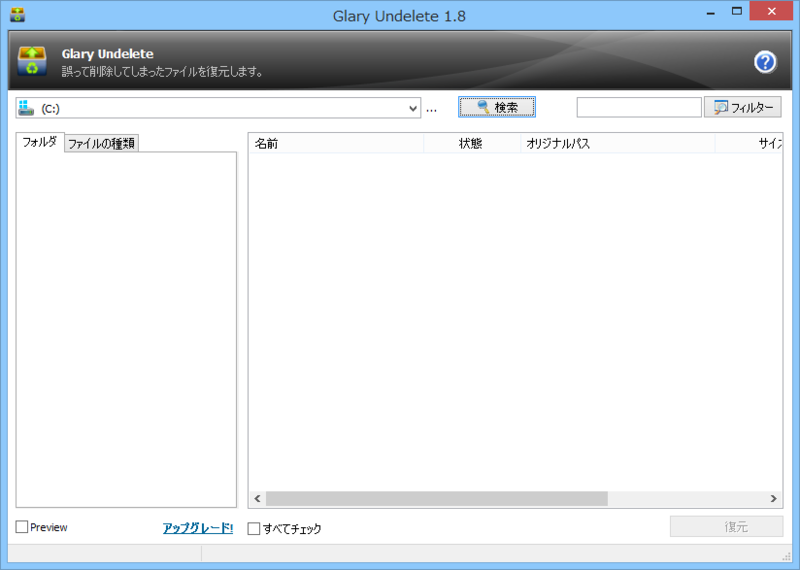 Glary Undelete 1.8
Glary Undelete
誤って削除してしまったファイルを復元します。
(C:)
...
検索
フィルター
フォルダ
ファイルの種類
名前
状態
オリジナルパス
サイズ
Preview
アップグレード!
すべてチェック
復元